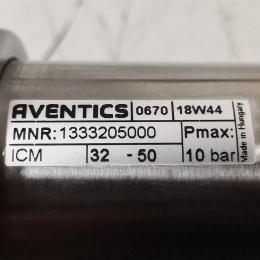 AVENTICS 0670 18W44
MNR: 1333205000 Pmax:
ICM 32 - 50 10 bar
Made in Hungary